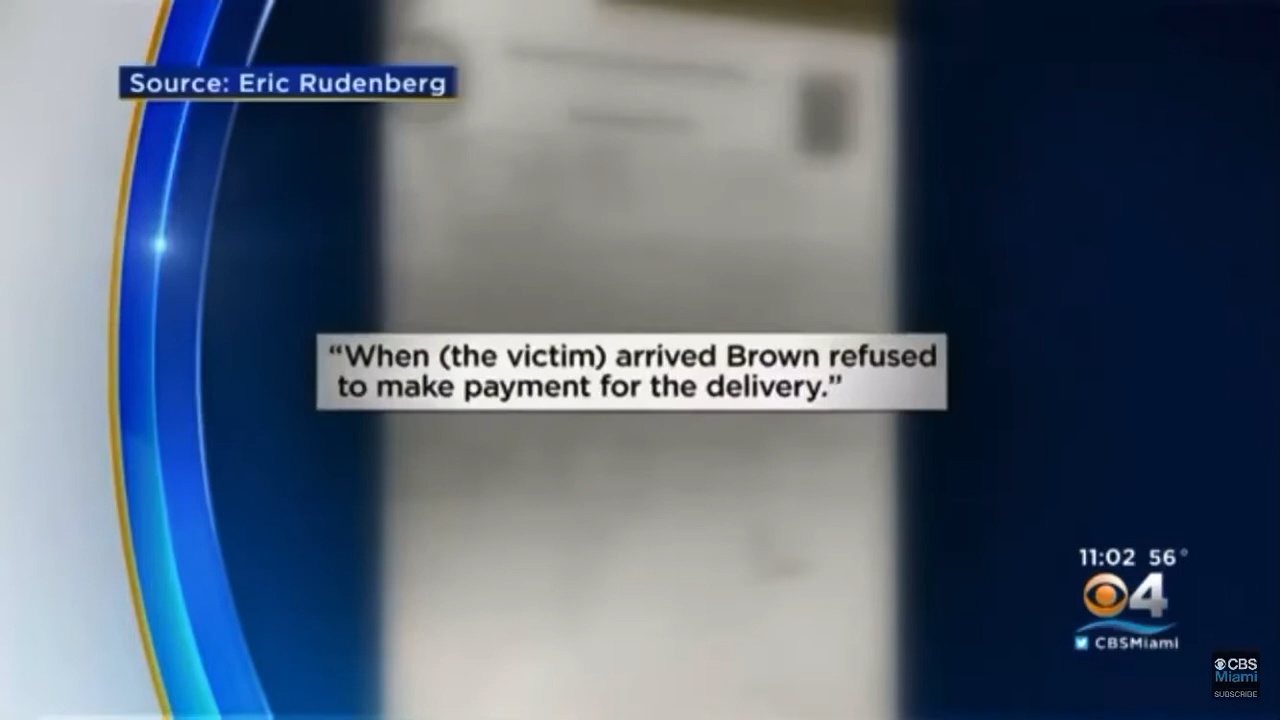 Source: Eric Rudenberg
“When (the victim) arrived Brown refused
to make payment for the delivery.”
11:02 56°
4
CBSMiami
CBS
Miami
SUBSCRIBE